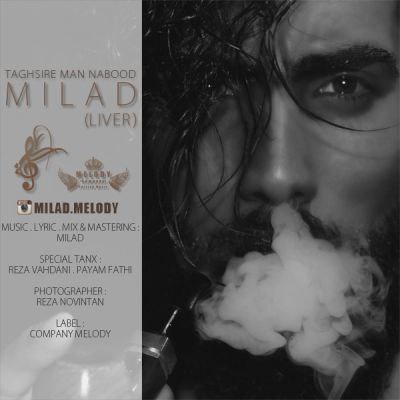 TAGHSIRE MAN NABOOD
MILAD
(LIVER)
MELODY
MILAD.MELODY
MUSIC . LYRIC . MIX & MASTERING :
MILAD
SPECIAL TANX :
REZA VAHDANI . PAYAM FATHI
PHOTOGRAPHER :
REZA NOVINTAN
LABEL :
COMPANY MELODY